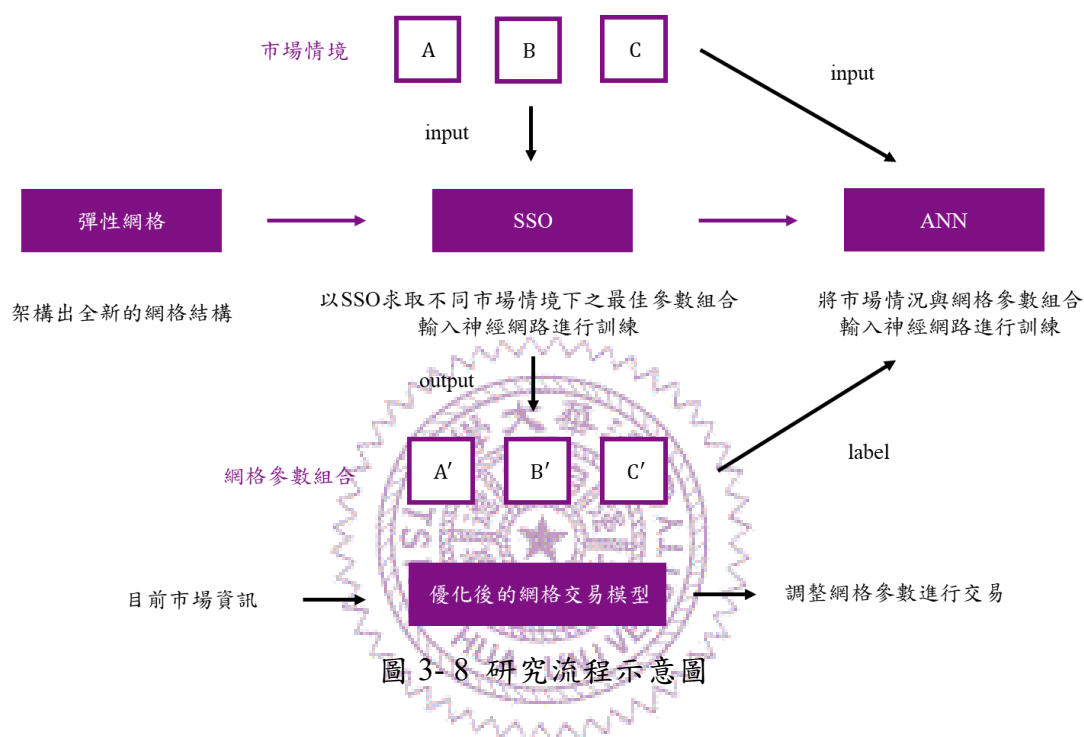 市場情境
A
B
C
input
input
彈性網格
SSO
ANN
架構出全新的網格結構
以SSO求取不同市場情境下之最佳參數組合
輸入神經網路進行訓練
將市場情況與網格參數組合
輸入神經網路進行訓練
output
網格參數組合
A′
B′
C′
label
目前市場資訊
優化後的網格交易模型
調整網格參數進行交易
圖 3- 8 研究流程示意圖